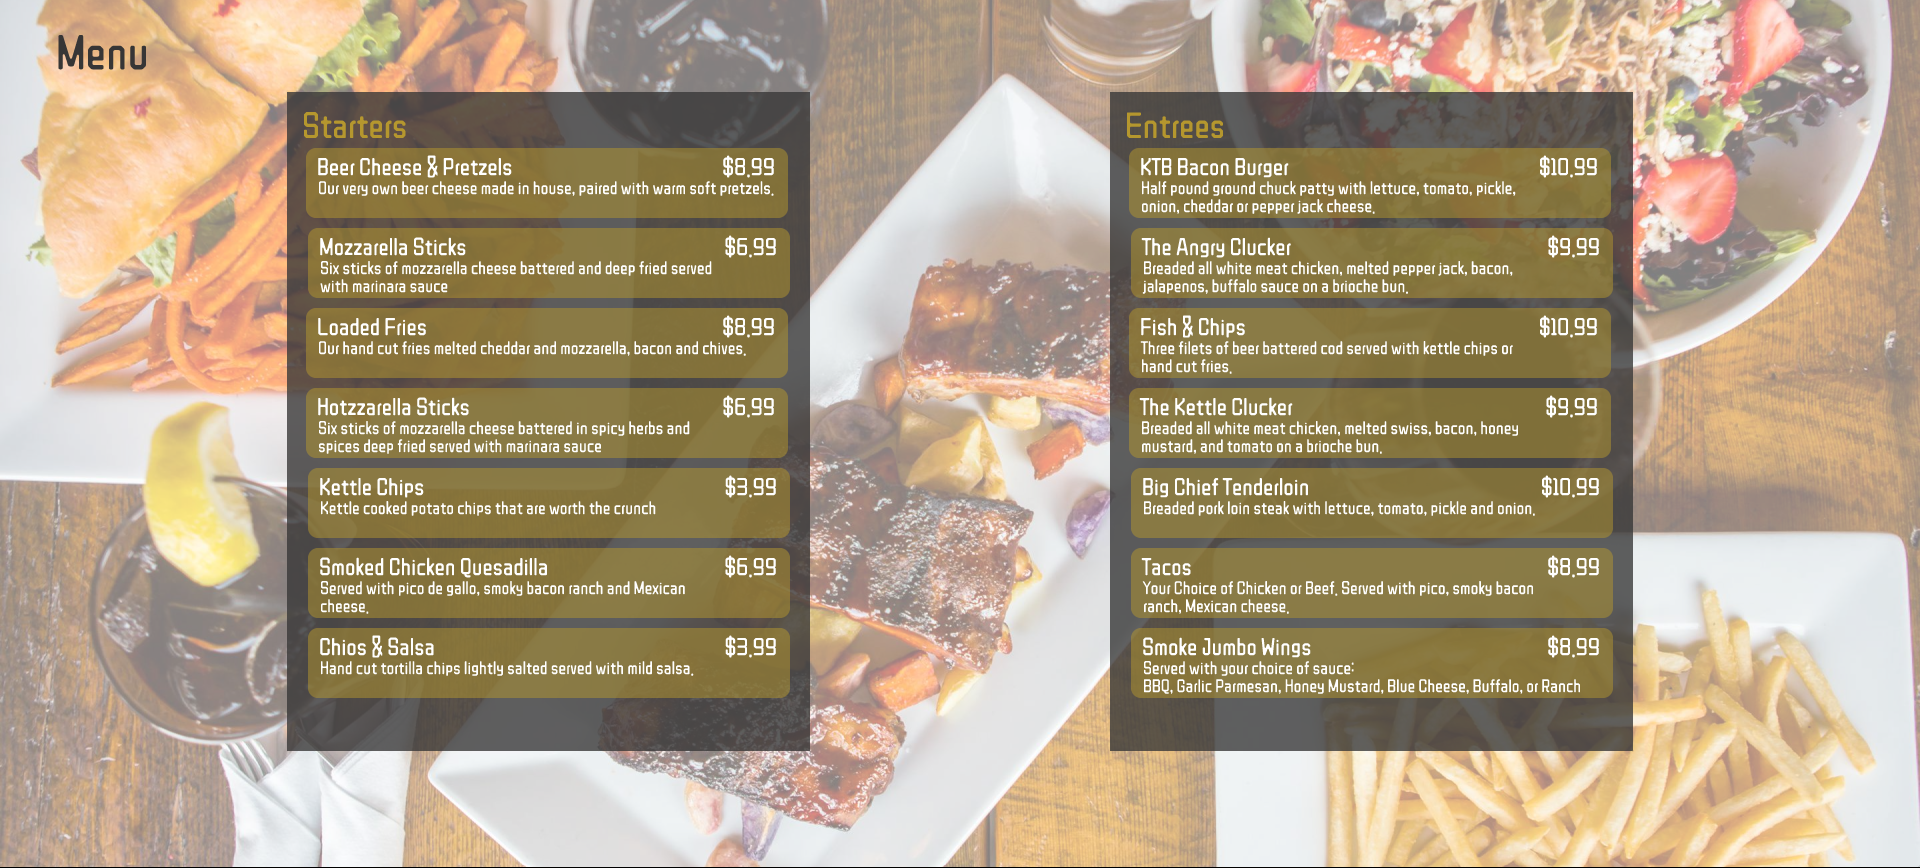 Menu
Starters
Beer Cheese & Pretzels $8.99
Our very own beer cheese made in house, paired with warm soft pretzels.
Mozzarella Sticks $6.99
Six sticks of mozzarella cheese battered and deep fried served
with marinara sauce
Loaded Fries $8.99
Our hand cut fries melted cheddar and mozzarella, bacon and chives.
Hotzzarella Sticks $6.99
Six sticks of mozzarella cheese battered in spicy herbs and
spices deep fried served with marinara sauce
Kettle Chips $3.99
Kettle cooked potato chips that are worth the crunch
Smoked Chicken Quesadilla $6.99
Served with pico de gallo, smoky bacon ranch and Mexican
cheese.
Chios & Salsa $3.99
Hand cut tortilla chips lightly salted served with mild salsa.
Entrees
KTB Bacon Burger $10.99
Half pound ground chuck patty with lettuce, tomato, pickle,
onion, cheddar or pepper jack cheese.
The Angry Clucker $9.99
Breaded all white meat chicken, melted pepper jack, bacon,
jalapenos, buffalo sauce on a brioche bun.
Fish & Chips $10.99
Three filets of beer battered cod served with kettle chips or
hand cut fries.
The Kettle Clucker $9.99
Breaded all white meat chicken, melted swiss, bacon, honey
mustard, and tomato on a brioche bun.
Big Chief Tenderloin $10.99
Breaded pork loin steak with lettuce, tomato, pickle and onion.
Tacos $8.99
Your Choice of Chicken or Beef. Served with pico, smoky bacon
ranch, Mexican cheese.
Smoke Jumbo Wings $8.99
Served with your choice of sauce:
BBQ, Garlic Parmesan, Honey Mustard, Blue Cheese, Buffalo, or Ranch